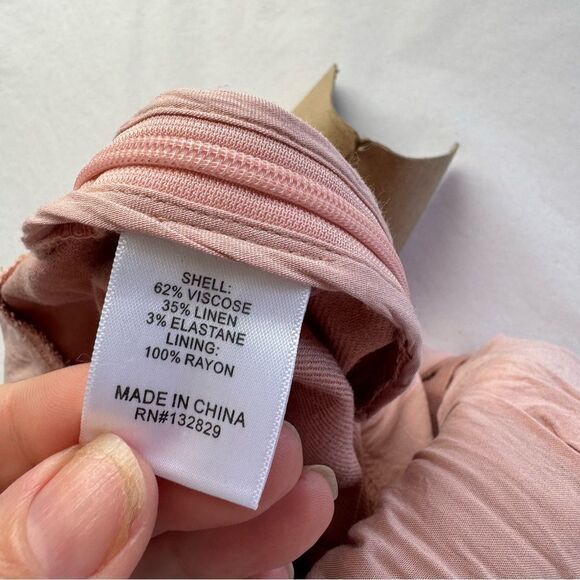 SHELL:
62% VISCOSE
35% LINEN
3% ELASTANE
LINING:
100% RAYON
MADE IN CHINA
RN#132829